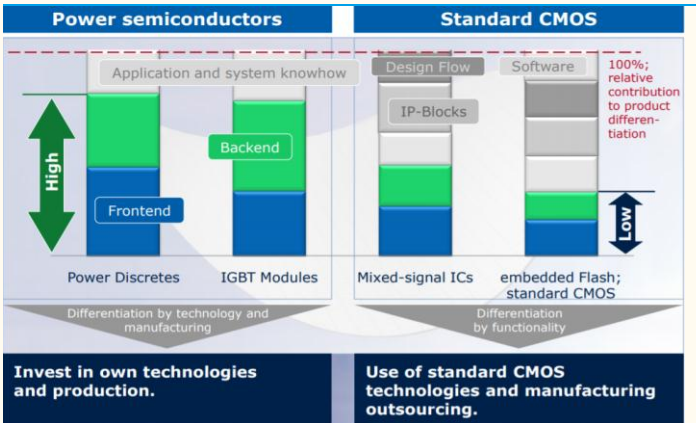 Power semiconductors
Standard CMOS
Application and system knowhow
Design Flow
Software
100%;
relative
contribution
to product
differen-
tiation
IP-Blocks
Backend
High
Frontend
Low
Power Discretes
IGBT Modules
Mixed-signal ICs
embedded Flash;
standard CMOS
Differentiation by technology and
manufacturing
Differentiation
by functionality
Invest in own technologies
and production.
Use of standard CMOS
technologies and manufacturing
outsourcing.